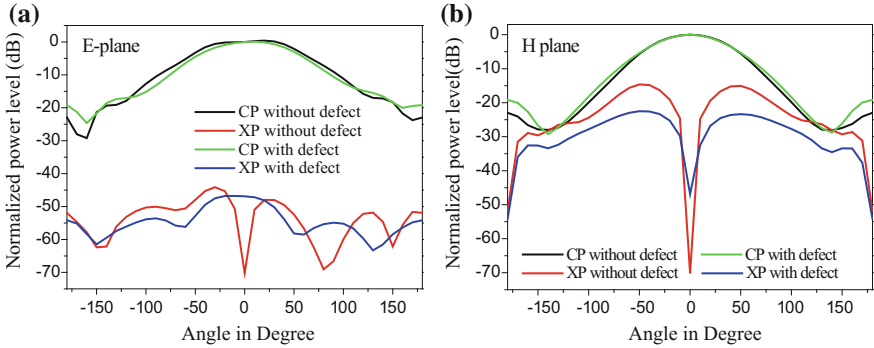 (a)
E-plane
CP without defect
XP without defect
CP with defect
XP with defect
0
-10
-20
-30
-40
-50
-60
-70
Normalized power level (dB)
-150 -100 -50 0 50 100 150
Angle in Degree
(b)
H plane
CP without defect CP with defect
XP without defect XP with defect
0
-10
-20
-30
-40
-50
-60
-70
Normalized power level(dB)
-150 -100 -50 0 50 100 150
Angle in Degree